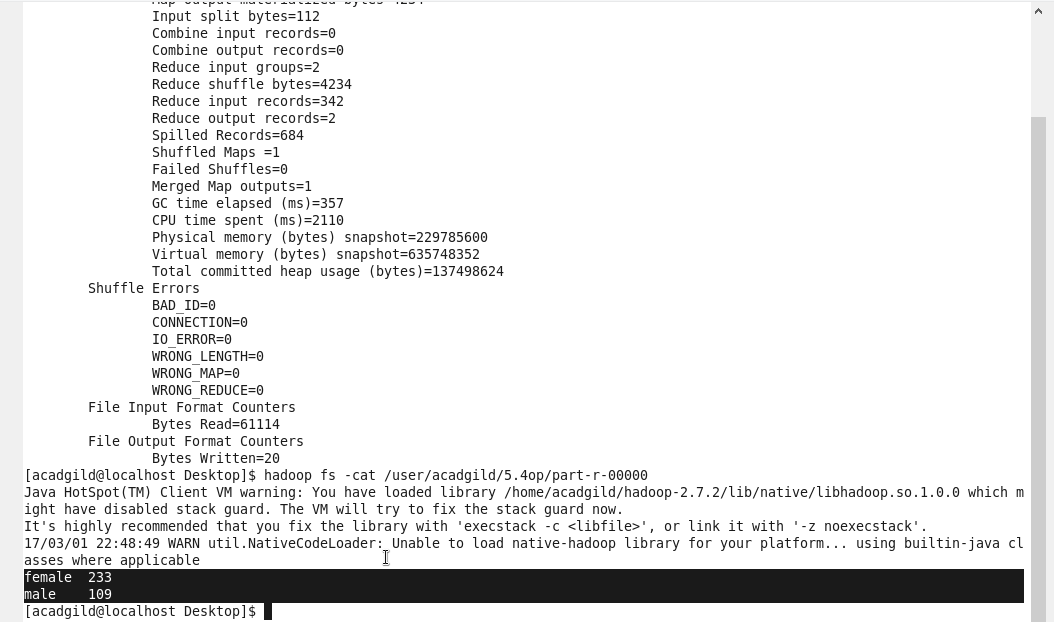 Map output materialized bytes=4234
Input split bytes=112
Combine input records=0
Combine output records=0
Reduce input groups=2
Reduce shuffle bytes=4234
Reduce input records=342
Reduce output records=2
Spilled Records=684
Shuffled Maps =1
Failed Shuffles=0
Merged Map outputs=1
GC time elapsed (ms)=357
CPU time spent (ms)=2110
Physical memory (bytes) snapshot=229785600
Virtual memory (bytes) snapshot=635748352
Total committed heap usage (bytes)=137498624
Shuffle Errors
BAD_ID=0
CONNECTION=0
IO_ERROR=0
WRONG_LENGTH=0
WRONG_MAP=0
WRONG_REDUCE=0
File Input Format Counters
Bytes Read=61114
File Output Format Counters
Bytes Written=20
[acadgild@localhost Desktop]$ hadoop fs -cat /user/acadgild/5.4op/part-r-00000
Java HotSpot(TM) Client VM warning: You have loaded library /home/acadgild/hadoop-2.7.2/lib/native/libhadoop.so.1.0.0 which m
ight have disabled stack guard. The VM will try to fix the stack guard now.
It's highly recommended that you fix the library with 'execstack -c <libfile>', or link it with '-z noexecstack'.
17/03/01 22:48:49 WARN util.NativeCodeLoader: Unable to load native-hadoop library for your platform... using builtin-java cl
asses where applicable
female  233
male    109
[acadgild@localhost Desktop]$